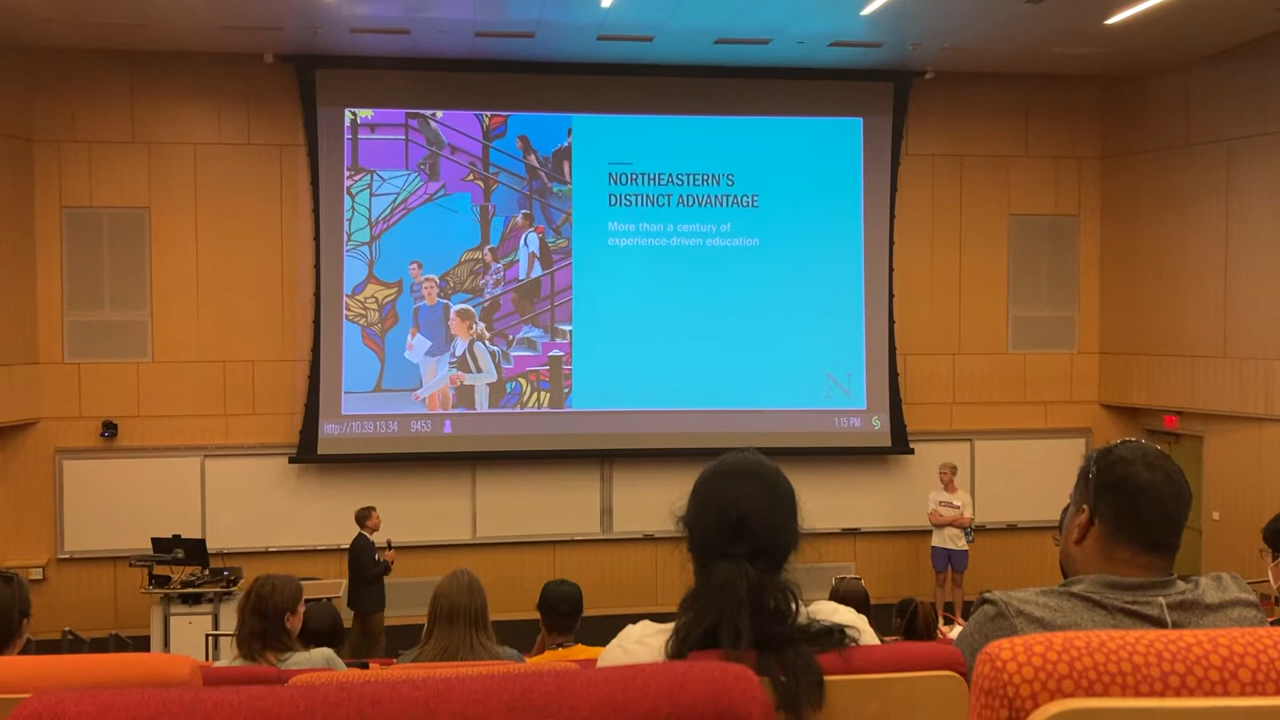 NORTHEASTERN'S
DISTINCT ADVANTAGE
More than a century of
experience-driven education
N
http://10.39.13.34 9453
1:15 PM